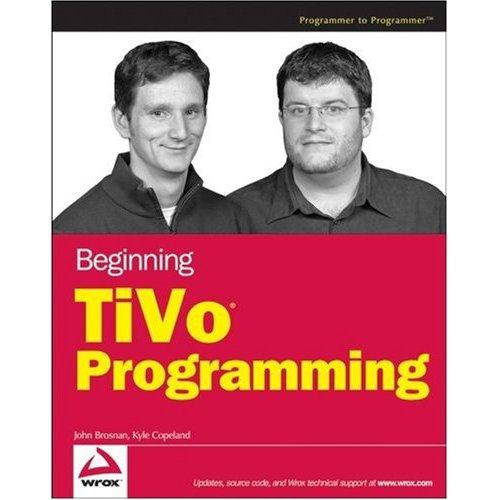 Programmer to Programmer™
Beginning
TiVo®
Programming
John Brosnan, Kyle Copeland
wrox™
Updates, source code, and Wrox technical support at www.wrox.com